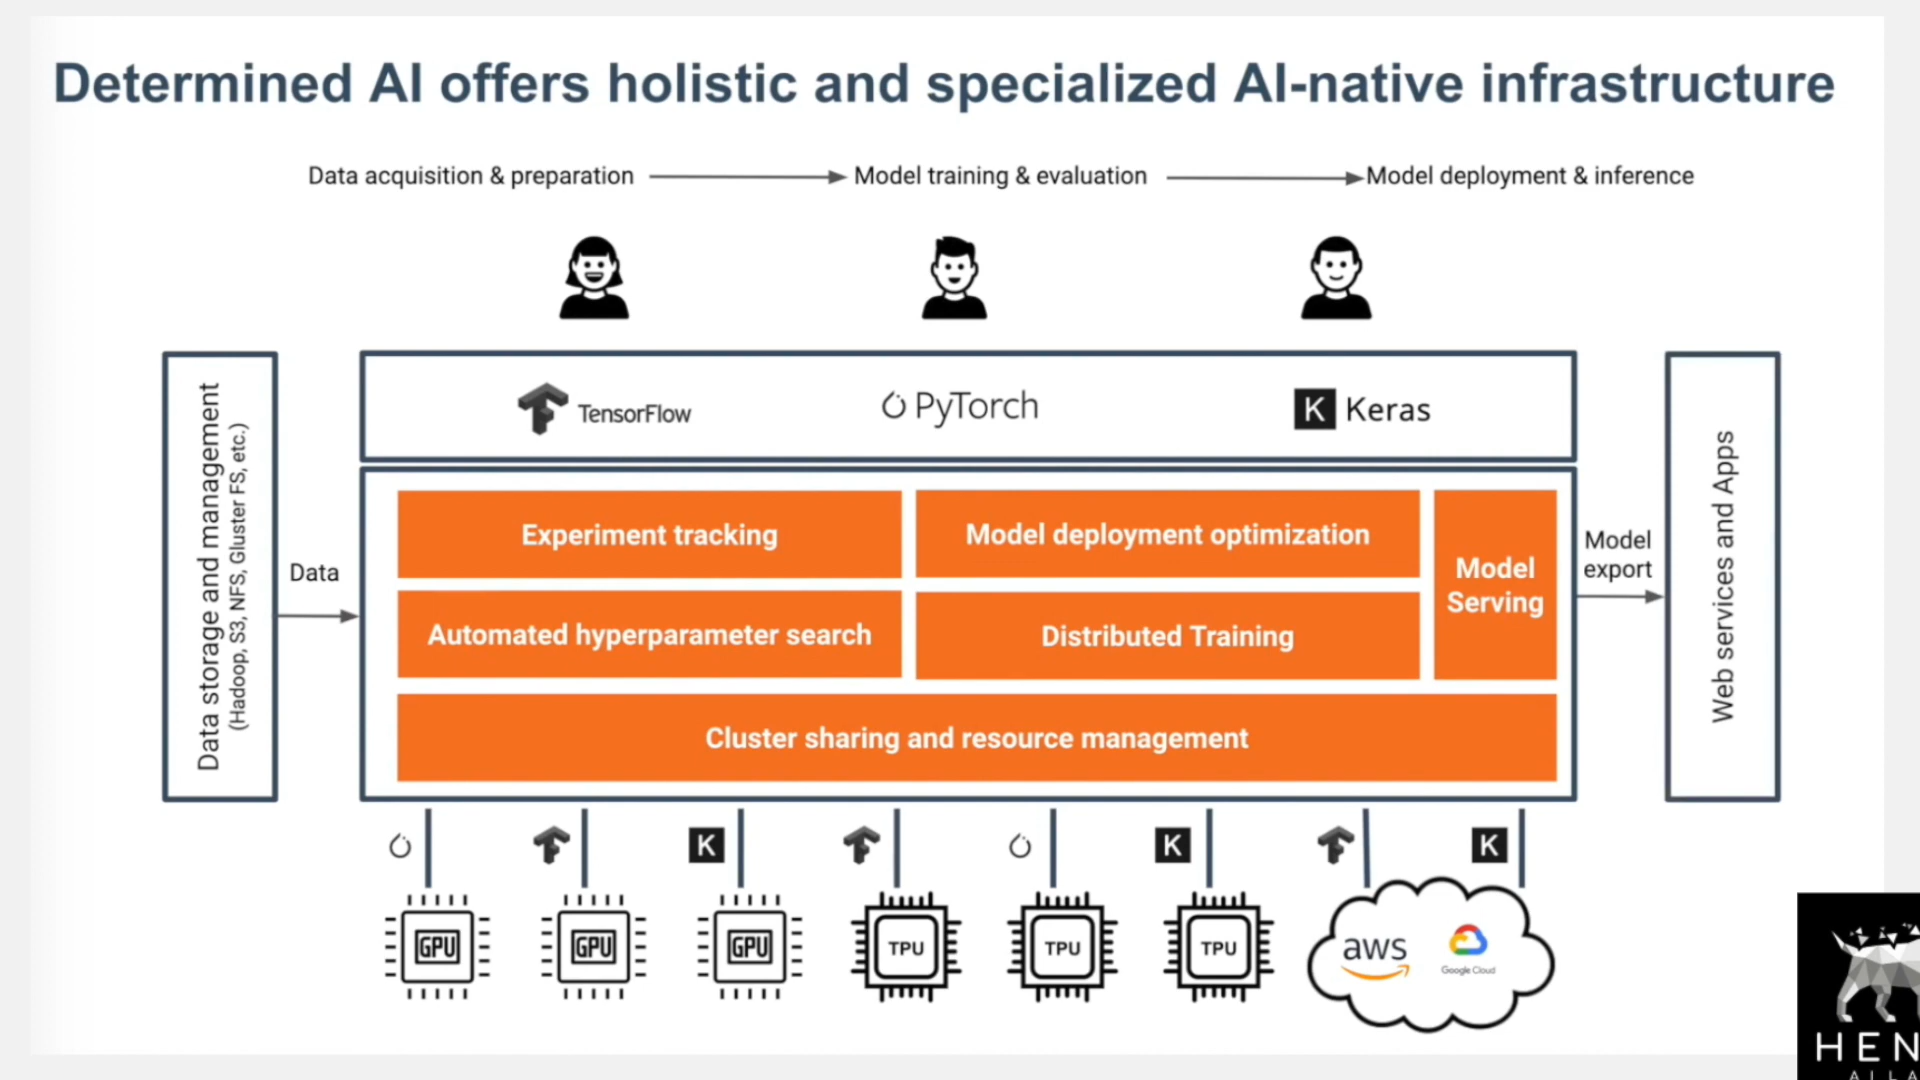 Determined AI offers holistic and specialized AI-native infrastructure
Data acquisition & preparation
Model training & evaluation
Model deployment & inference
Data storage and management
(Hadoop, S3, NFS, Gluster FS, etc.)
Data
TensorFlow
PyTorch
K Keras
Experiment tracking
Model deployment optimization
Model
Serving
Automated hyperparameter search
Distributed Training
Cluster sharing and resource management
Model
export
Web services and Apps
K
K
K
GPU
GPU
GPU
TPU
TPU
TPU
aws
Google Cloud
HEN